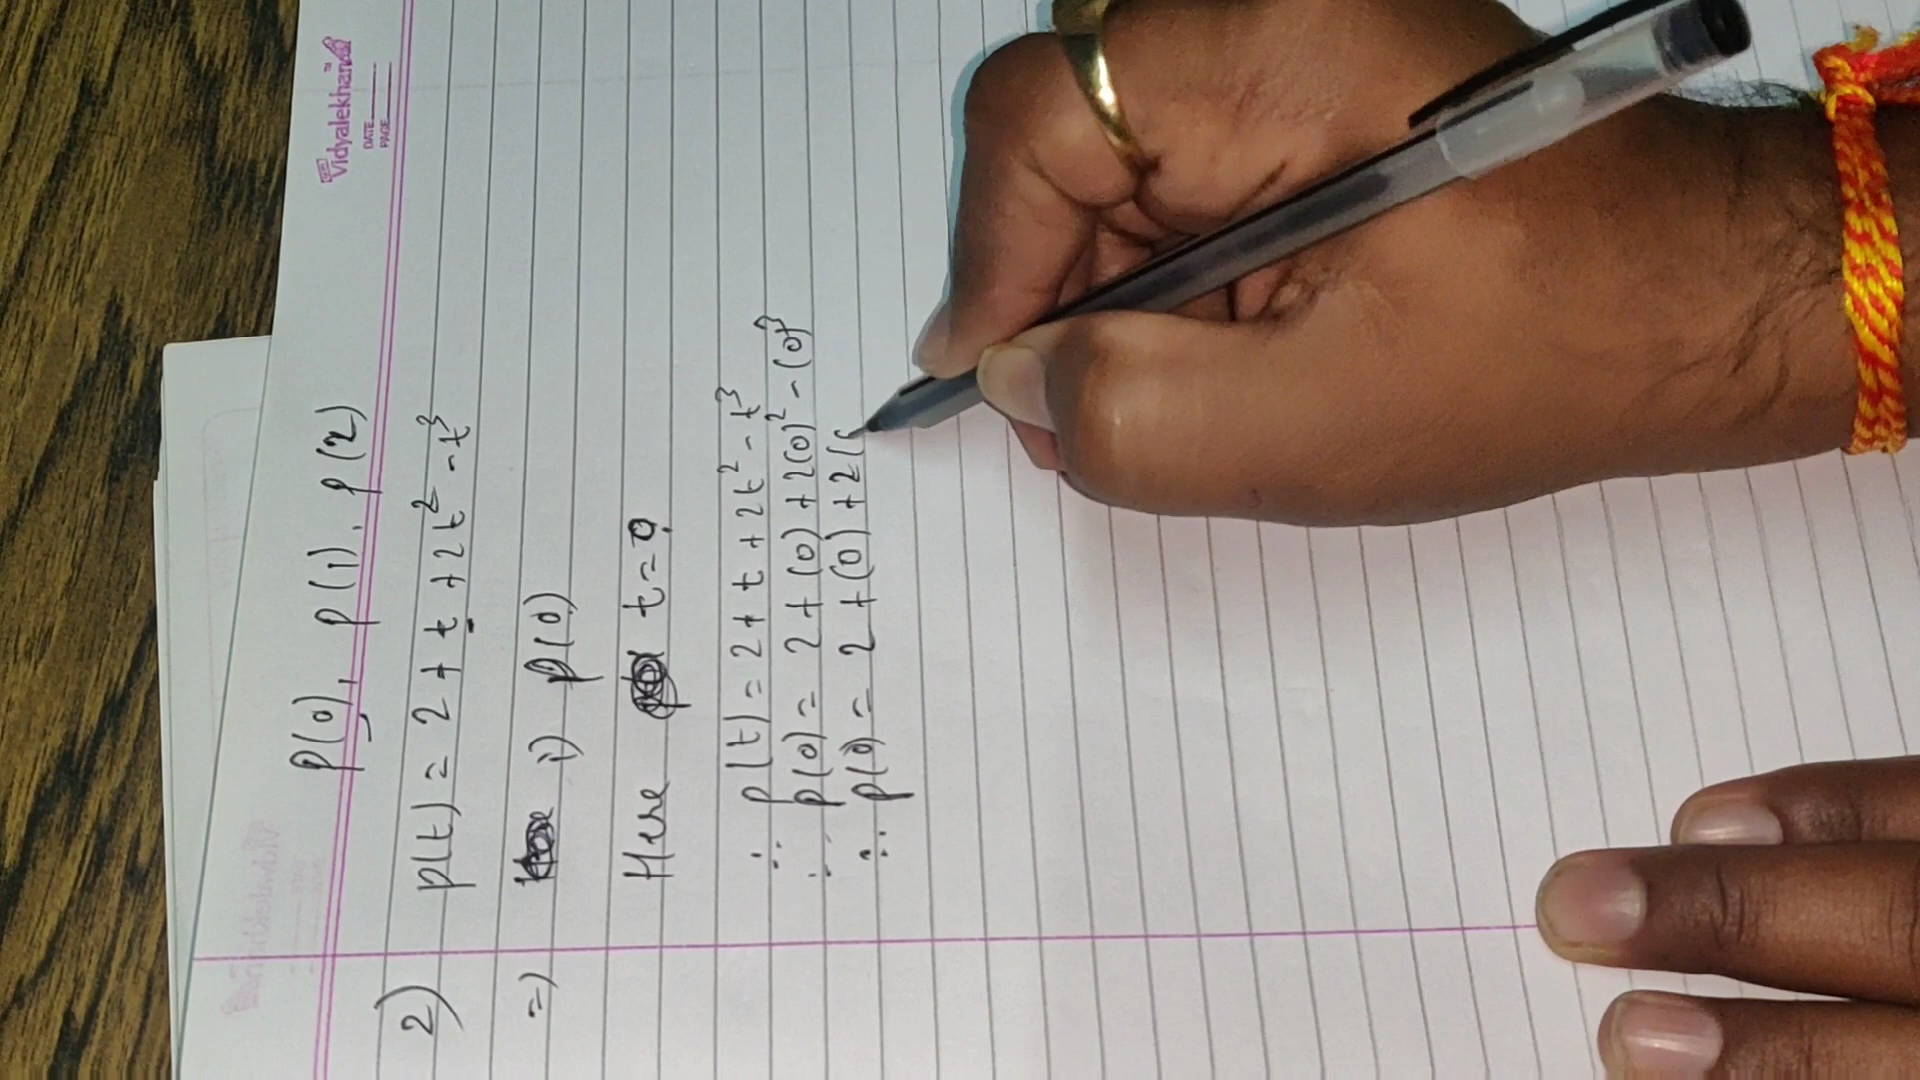 Vidyalekhan™
DATE
PAGE
p(0), p(1), p(2)
2) p(t) = 2 + t + 2t² - t³
=) i) p(0)
Here t = 0
∴ p(t) = 2 + t + 2t² - t³
∴ p(0) = 2 + (0) + 2(0)² - (0)³
∴ p(0) = 2 + (0) + 2(